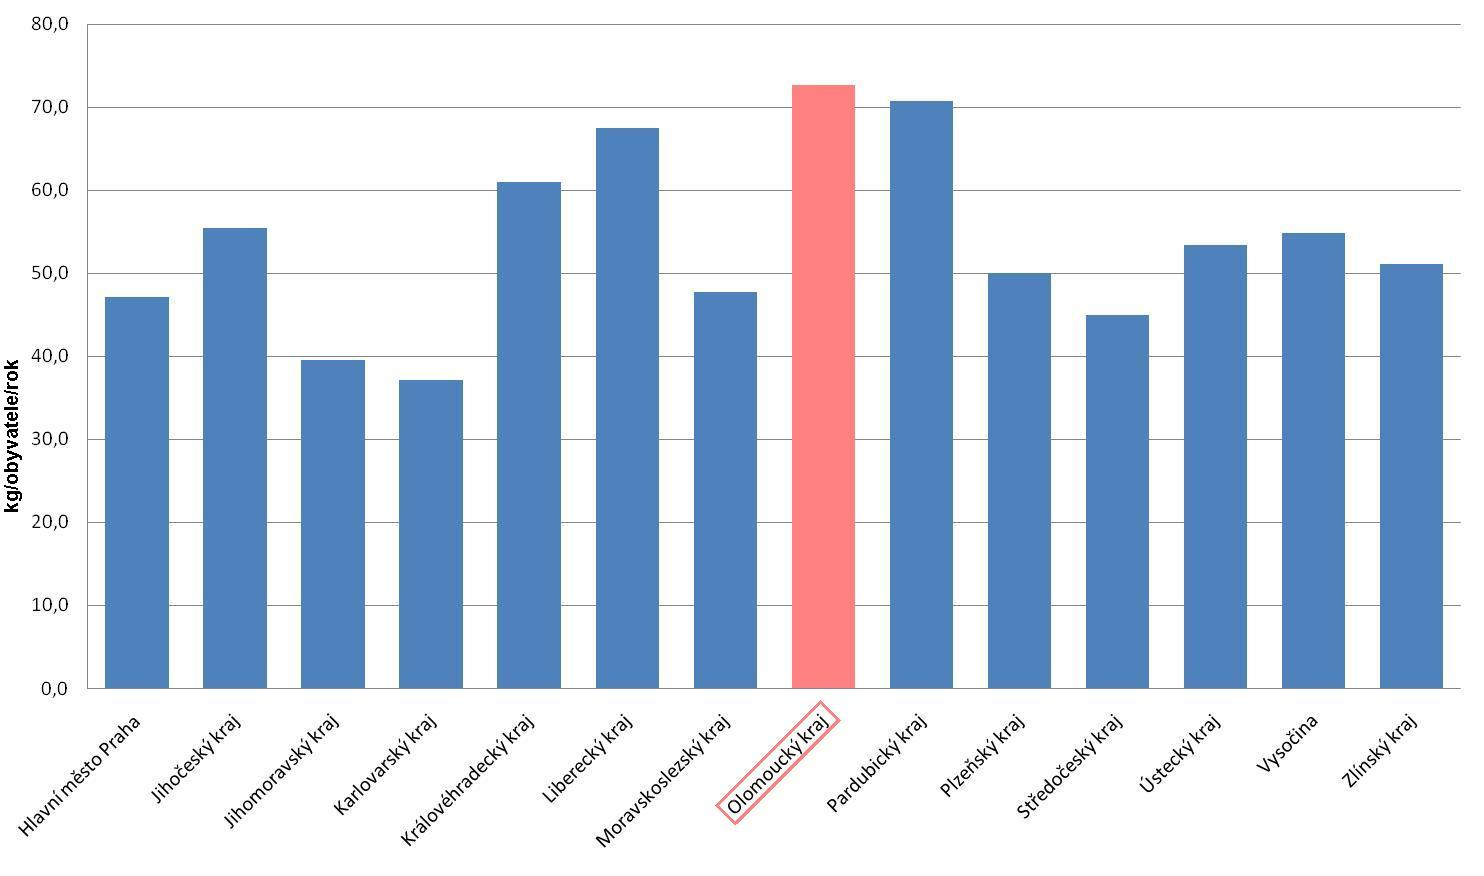 80,0
70,0
60,0
50,0
40,0
30,0
20,0
10,0
0,0
kg/obyvatele/rok
Hlavní město Praha
Jihočeský kraj
Jihomoravský kraj
Karlovarský kraj
Královéhradecký kraj
Liberecký kraj
Moravskoslezský kraj
Olomoucký kraj
Pardubický kraj
Plzeňský kraj
Středočeský kraj
Ústecký kraj
Vysočina
Zlínský kraj